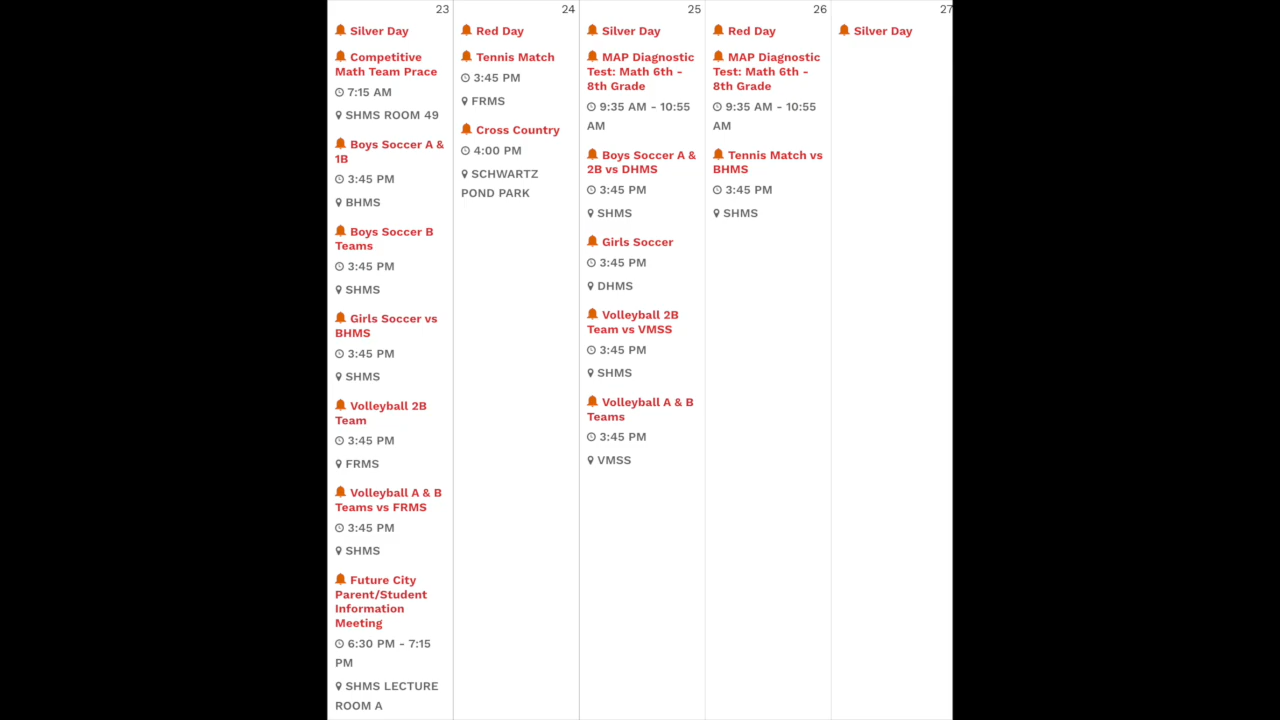 23
Silver Day
Competitive
Math Team Prace
7:15 AM
SHMS ROOM 49
Boys Soccer A &
1B
3:45 PM
BHMS
Boys Soccer B
Teams
3:45 PM
SHMS
Girls Soccer vs
BHMS
3:45 PM
SHMS
Volleyball 2B
Team
3:45 PM
FRMS
Volleyball A & B
Teams vs FRMS
3:45 PM
SHMS
Future City
Parent/Student
Information
Meeting
6:30 PM - 7:15
PM
SHMS LECTURE
ROOM A
24
Red Day
Tennis Match
3:45 PM
FRMS
Cross Country
4:00 PM
SCHWARTZ
POND PARK
25
Silver Day
MAP Diagnostic
Test: Math 6th -
8th Grade
9:35 AM - 10:55
AM
Boys Soccer A &
2B vs DHMS
3:45 PM
SHMS
Girls Soccer
3:45 PM
DHMS
Volleyball 2B
Team vs VMSS
3:45 PM
SHMS
Volleyball A & B
Teams
3:45 PM
VMSS
26
Red Day
MAP Diagnostic
Test: Math 6th -
8th Grade
9:35 AM - 10:55
AM
Tennis Match vs
BHMS
3:45 PM
SHMS
27
Silver Day